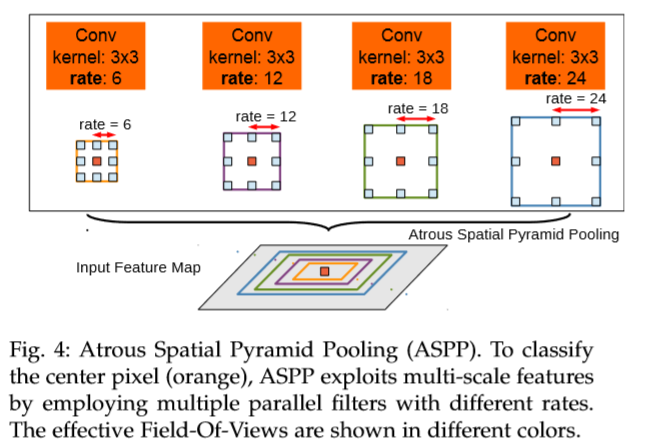 Conv
kernel: 3x3
rate: 6
Conv
kernel: 3x3
rate: 12
Conv
kernel: 3x3
rate: 18
Conv
kernel: 3x3
rate: 24
rate = 6
rate = 12
rate = 18
rate = 24
Atrous Spatial Pyramid Pooling
Input Feature Map
Fig. 4: Atrous Spatial Pyramid Pooling (ASPP). To classify
the center pixel (orange), ASPP exploits multi-scale features
by employing multiple parallel filters with different rates.
The effective Field-Of-Views are shown in different colors.